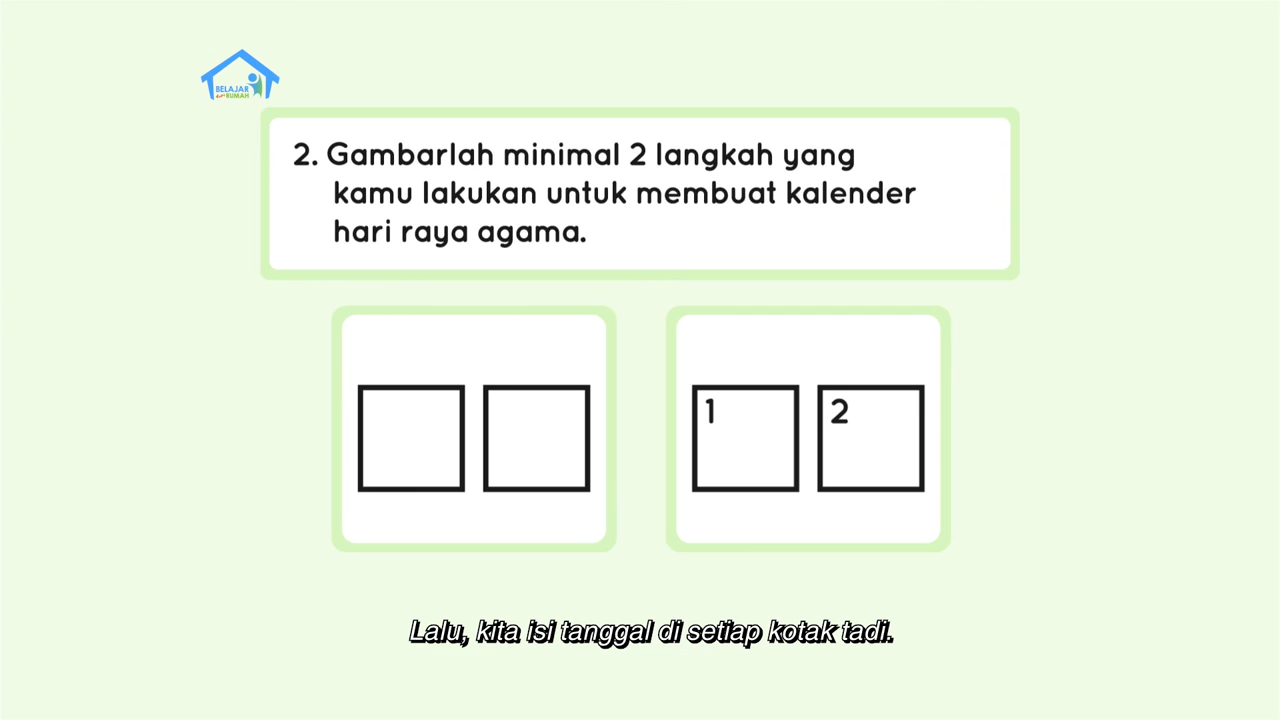 BELAJAR
dari RUMAH
2. Gambarlah minimal 2 langkah yang
kamu lakukan untuk membuat kalender
hari raya agama.
1
2
Lalu, kita isi tanggal di setiap kotak tadi.